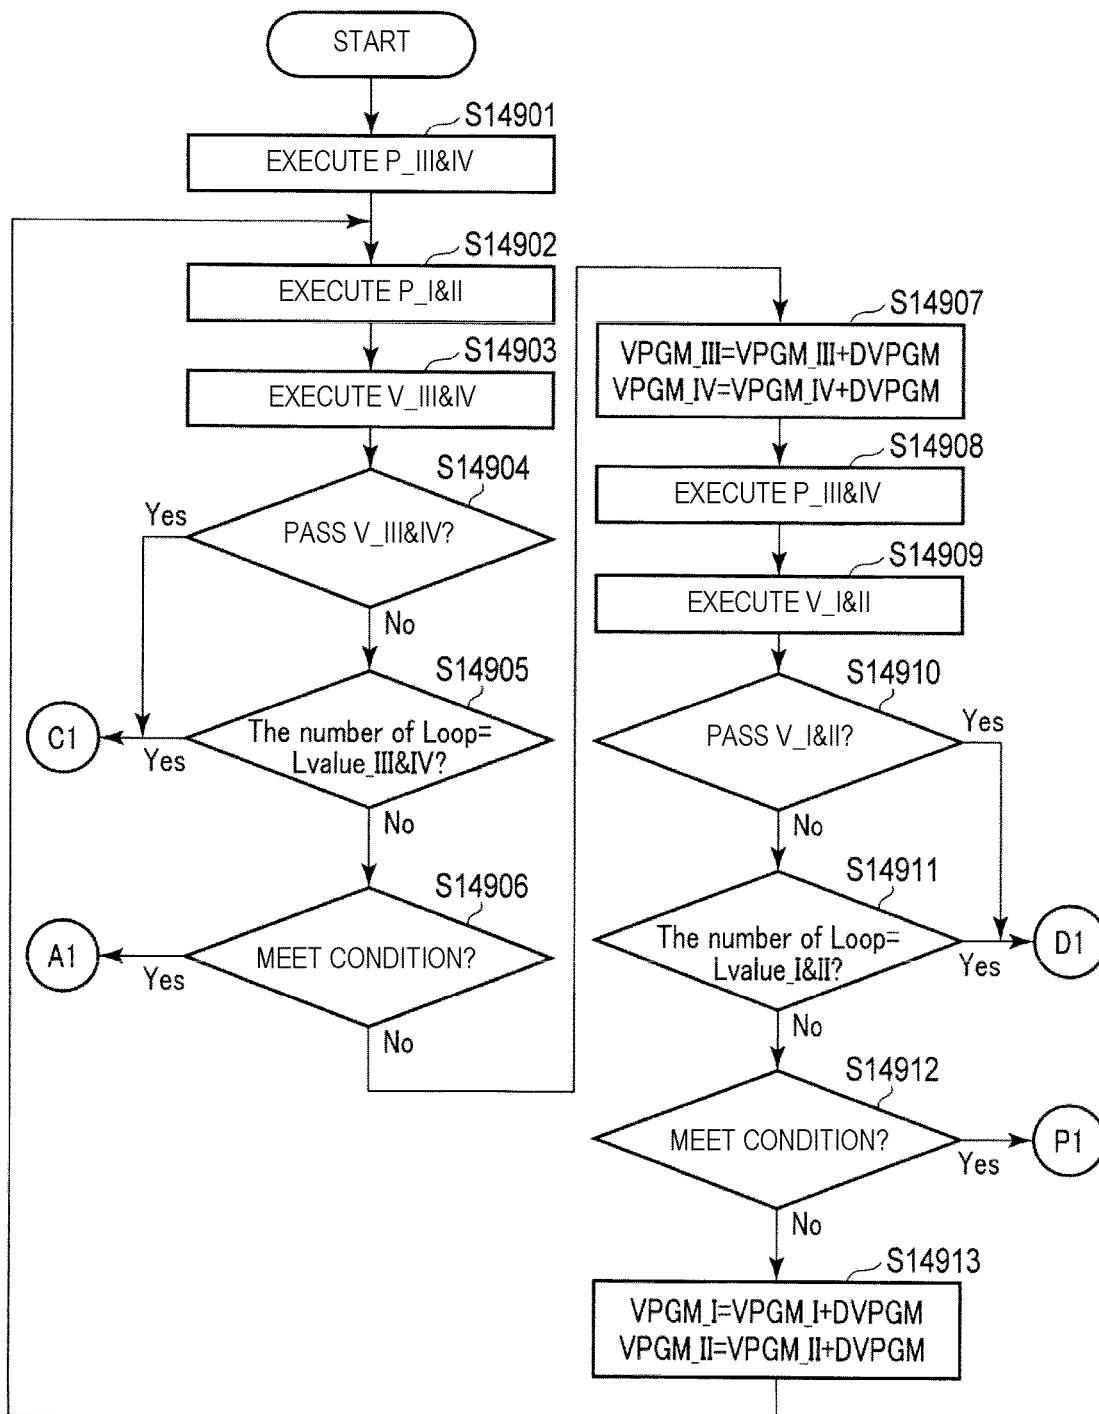 START
S14901
EXECUTE P_III&IV
S14902
EXECUTE P_I&II
S14903
EXECUTE V_III&IV
S14904
Yes
PASS V_III&IV?
No
S14905
C1
Yes
The number of Loop=
Lvalue_III&IV?
No
S14906
A1
Yes
MEET CONDITION?
No
S14907
VPGM_III=VPGM_III+DVPGM
VPGM_IV=VPGM_IV+DVPGM
S14908
EXECUTE P_III&IV
S14909
EXECUTE V_I&II
S14910
PASS V_I&II?
Yes
No
S14911
The number of Loop=
Lvalue_I&II?
Yes
D1
No
S14912
MEET CONDITION?
Yes
P1
No
S14913
VPGM_I=VPGM_I+DVPGM
VPGM_II=VPGM_II+DVPGM